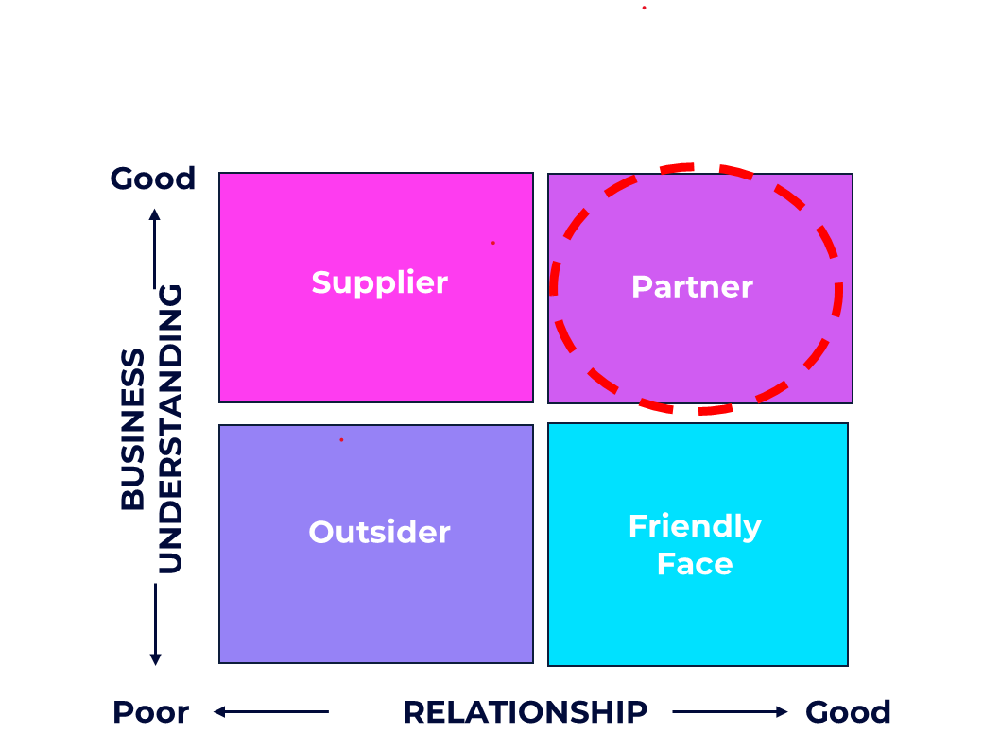 Good
Supplier
Partner
BUSINESS
UNDERSTANDING
Outsider
Friendly
Face
Poor
RELATIONSHIP
Good